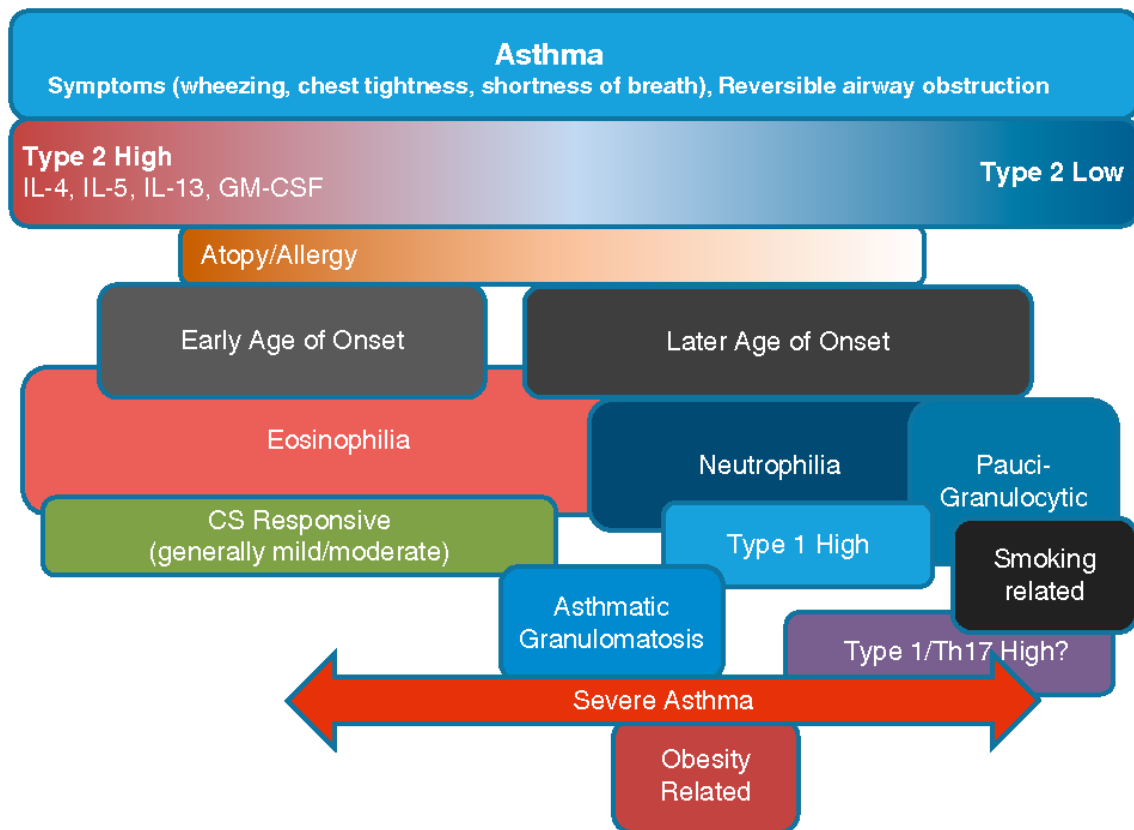 Asthma
Symptoms (wheezing, chest tightness, shortness of breath), Reversible airway obstruction
Type 2 High
IL-4, IL-5, IL-13, GM-CSF
Type 2 Low
Atopy/Allergy
Early Age of Onset
Later Age of Onset
Eosinophilia
Neutrophilia
Pauci-
Granulocytic
CS Responsive
(generally mild/moderate)
Type 1 High
Smoking
related
Asthmatic
Granulomatosis
Type 1/Th17 High?
Severe Asthma
Obesity
Related